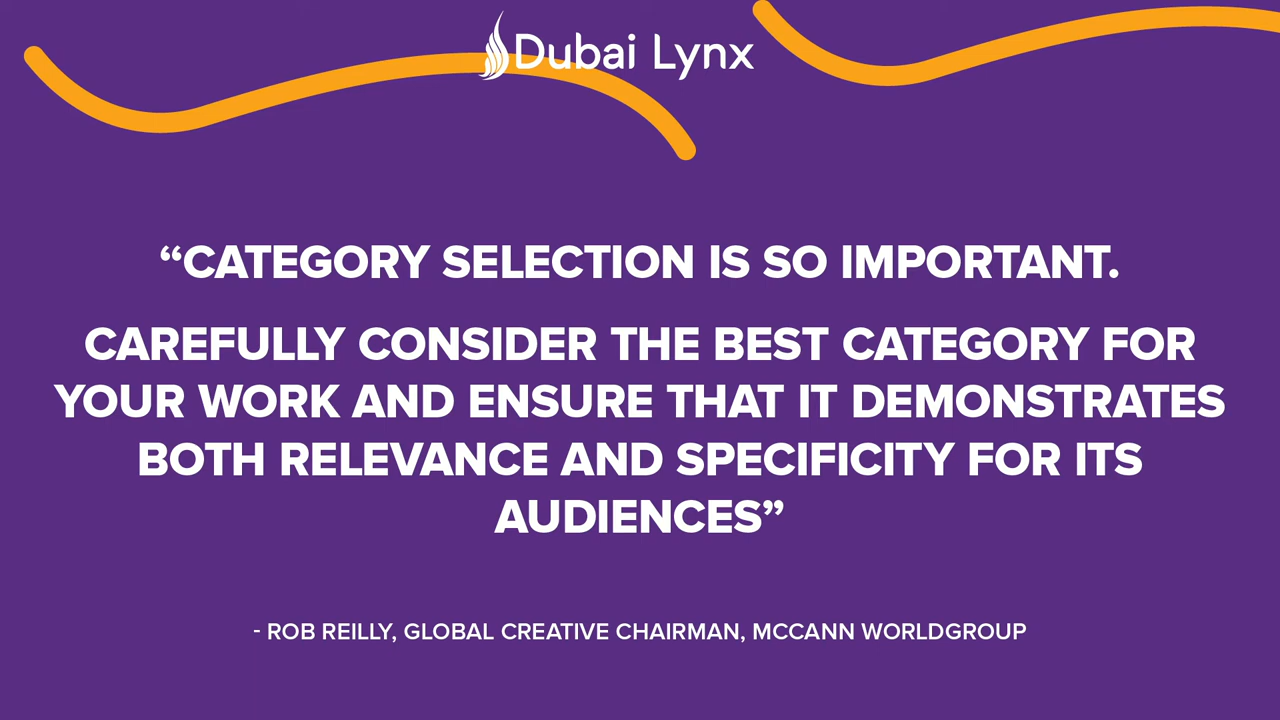 Dubai Lynx
“CATEGORY SELECTION IS SO IMPORTANT.
CAREFULLY CONSIDER THE BEST CATEGORY FOR
YOUR WORK AND ENSURE THAT IT DEMONSTRATES
BOTH RELEVANCE AND SPECIFICITY FOR ITS
AUDIENCES”
- ROB REILLY, GLOBAL CREATIVE CHAIRMAN, MCCANN WORLDGROUP